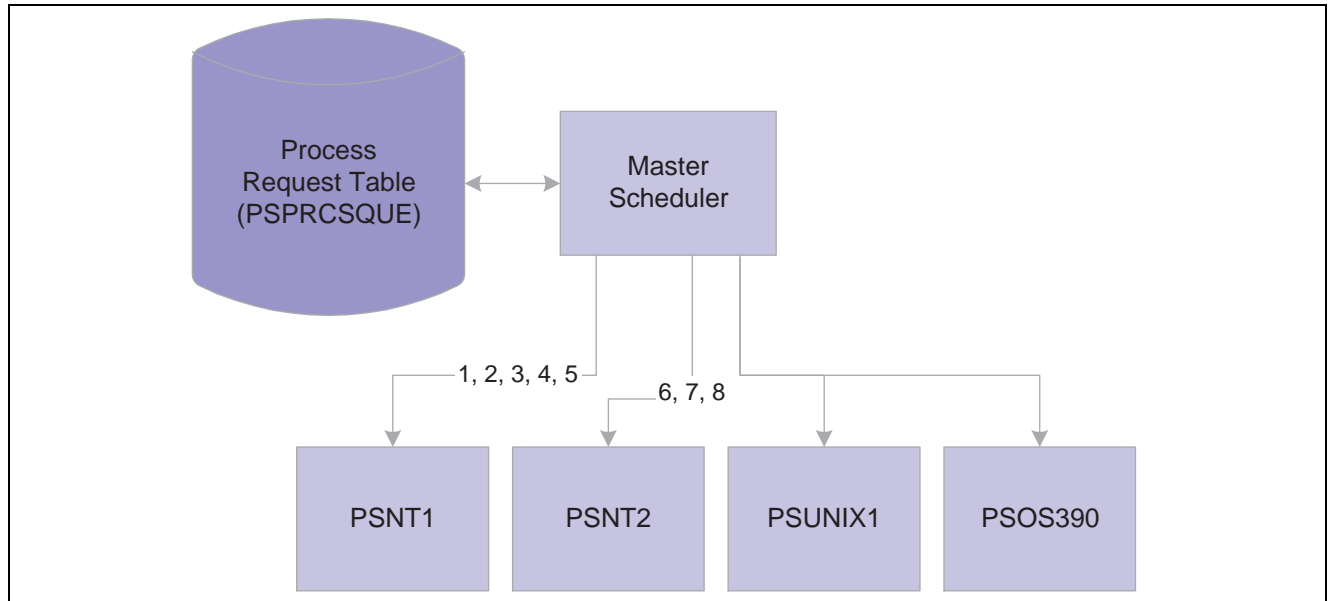 Process
Request Table
(PSPRCSQUE)
Master
Scheduler
1, 2, 3, 4, 5
6, 7, 8
PSNT1
PSNT2
PSUNIX1
PSOS390